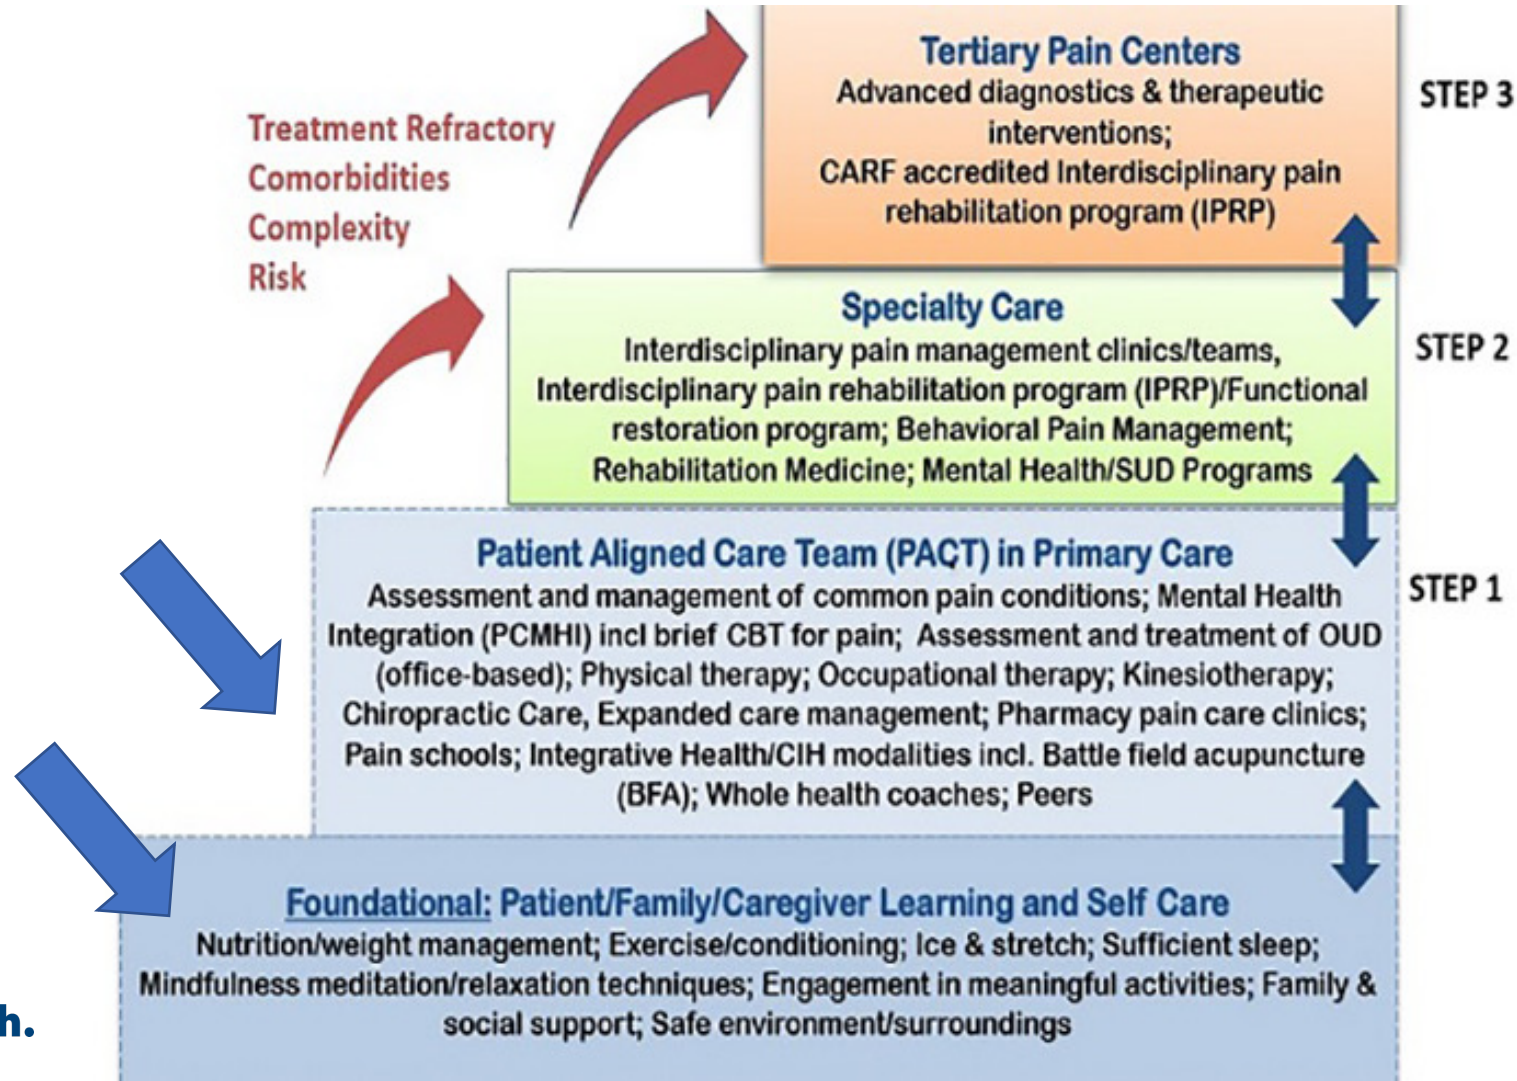 Tertiary Pain Centers
Advanced diagnostics & therapeutic
interventions;
CARF accredited Interdisciplinary pain
rehabilitation program (IPRP)
STEP 3
Treatment Refractory
Comorbidities
Complexity
Risk
Specialty Care
Interdisciplinary pain management clinics/teams,
Interdisciplinary pain rehabilitation program (IPRP)/Functional
restoration program; Behavioral Pain Management;
Rehabilitation Medicine; Mental Health/SUD Programs
STEP 2
Patient Aligned Care Team (PACT) in Primary Care
Assessment and management of common pain conditions; Mental Health
Integration (PCMHI) incl brief CBT for pain; Assessment and treatment of OUD
(office-based); Physical therapy; Occupational therapy; Kinesiotherapy;
Chiropractic Care, Expanded care management; Pharmacy pain care clinics;
Pain schools; Integrative Health/CIH modalities incl. Battle field acupuncture
(BFA); Whole health coaches; Peers
STEP 1
Foundational: Patient/Family/Caregiver Learning and Self Care
Nutrition/weight management; Exercise/conditioning; Ice & stretch; Sufficient sleep;
Mindfulness meditation/relaxation techniques; Engagement in meaningful activities; Family &
social support; Safe environment/surroundings
h.